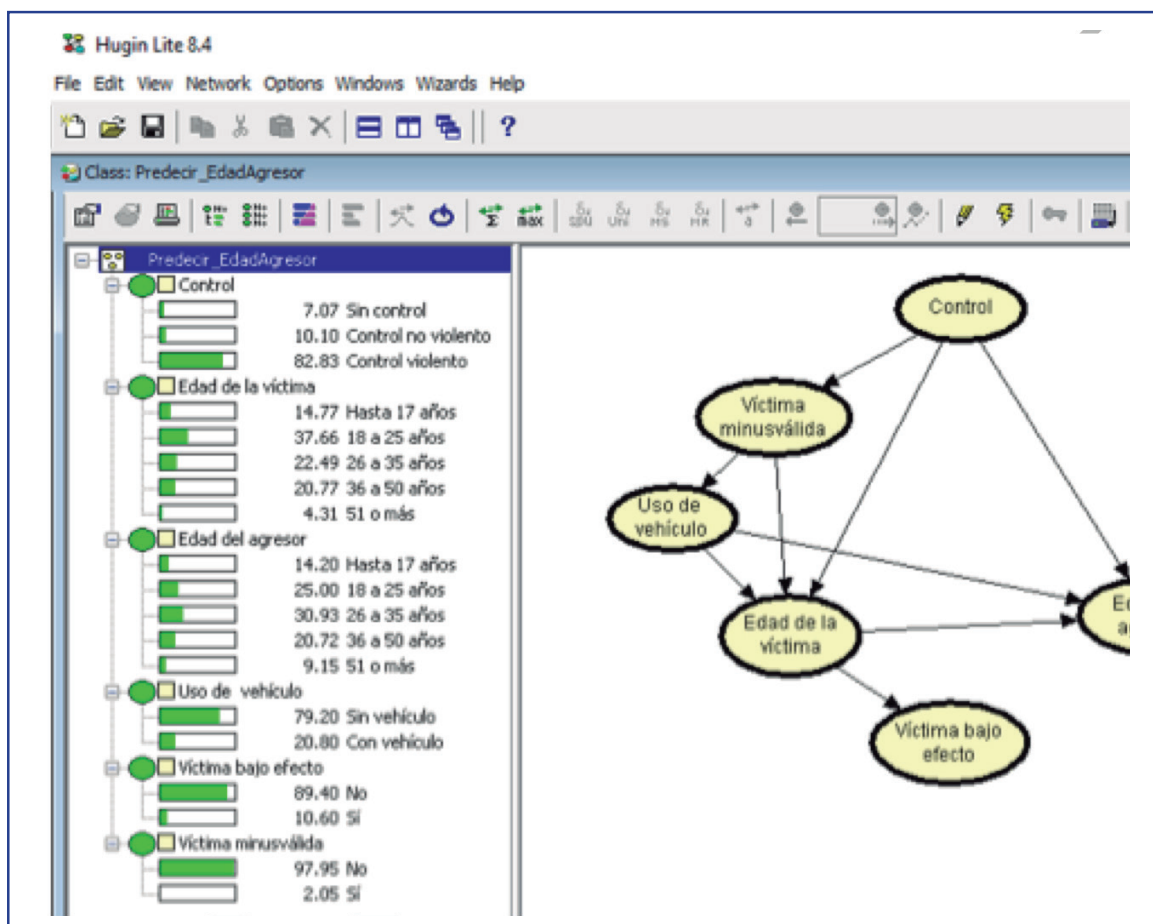 Hugin Lite 8.4
File Edit View Network Options Windows Wizards Help
?
Class: Predecir_EdadAgresor
Predecir_EdadAgresor
Control
7.07 Sin control
10.10 Control no violento
82.83 Control violento
Edad de la víctima
14.77 Hasta 17 años
37.66 18 a 25 años
22.49 26 a 35 años
20.77 36 a 50 años
4.31 51 o más
Edad del agresor
14.20 Hasta 17 años
25.00 18 a 25 años
30.93 26 a 35 años
20.72 36 a 50 años
9.15 51 o más
Uso de vehículo
79.20 Sin vehículo
20.80 Con vehículo
Víctima bajo efecto
89.40 No
10.60 Sí
Víctima minusválida
97.95 No
2.05 Sí
Control
Víctima
minusválida
Uso de
vehículo
Edad de la
víctima
Víctima bajo
efecto